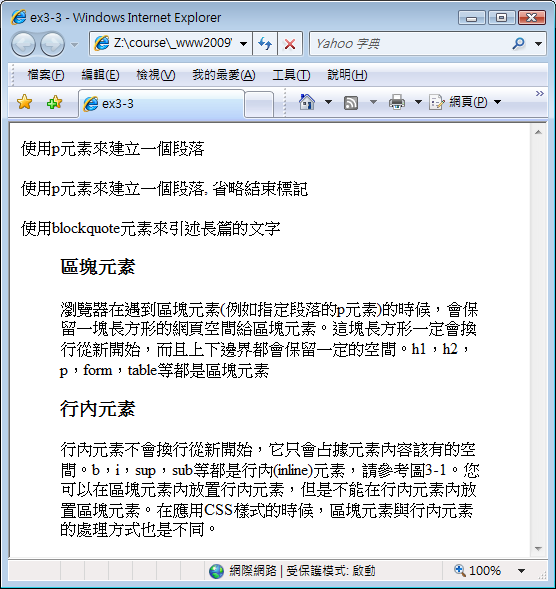 ex3-3 - Windows Internet Explorer
Z:\course\_www2009\
Yahoo 字典
檔案(F) 編輯(E) 檢視(V) 我的最愛(A) 工具(T) 說明(H)
ex3-3
網頁(P)
使用p元素來建立一個段落
使用p元素來建立一個段落, 省略結束標記
使用blockquote元素來引述長篇的文字
區塊元素
瀏覽器在遇到區塊元素(例如指定段落的p元素)的時候，會保
留一塊長方形的網頁空間給區塊元素。這塊長方形一定會換
行從新開始，而且上下邊界都會保留一定的空間。h1，h2，
p，form，table等都是區塊元素
行內元素
行內元素不會換行從新開始，它只會占據元素內容該有的空
間。b，i，sup，sub等都是行內(inline)元素，請參考圖3-1。您
可以在區塊元素內放置行內元素，但是不能在行內元素內放
置區塊元素。在應用CSS樣式的時候，區塊元素與行內元素
的處理方式也是不同。
網際網路 | 受保護模式: 啟動
100%